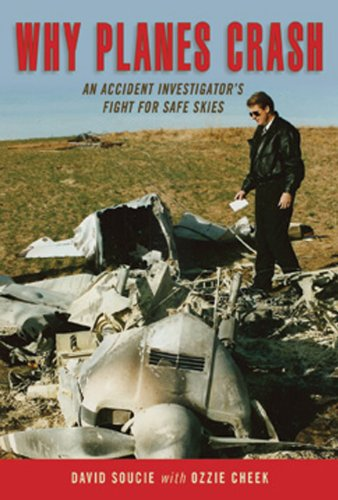 WHY PLANES CRASH
AN ACCIDENT INVESTIGATOR'S
FIGHT FOR SAFE SKIES
DAVID SOUCIE with OZZIE CHEEK